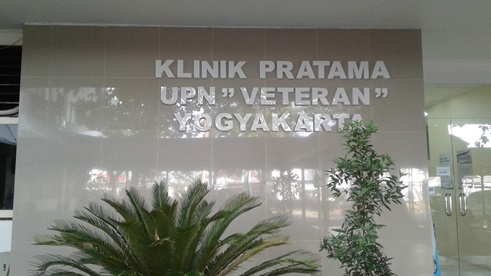 KLINIK PRATAMA
UPN " VETERAN"
YOGYAKARTA